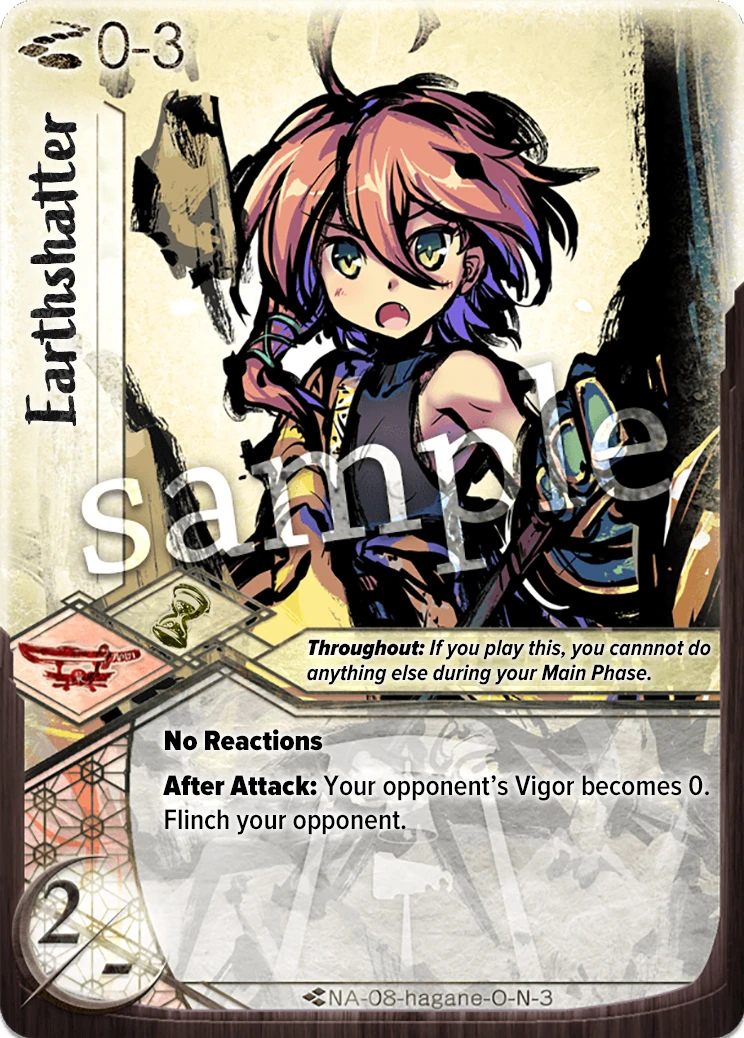 0-3
Earthshatter
sample
Throughout: If you play this, you cannnot do
anything else during your Main Phase.
No Reactions
After Attack: Your opponent's Vigor becomes 0.
Flinch your opponent.
2/-
NA-08-hagane-O-N-3